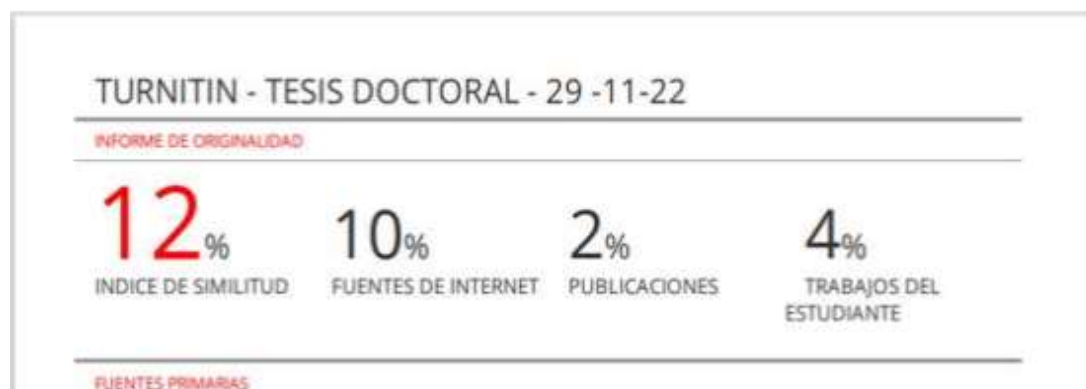 TURNITIN - TESIS DOCTORAL - 29 -11-22
INFORME DE ORIGINALIDAD
12% 10% 2% 4%
INDICE DE SIMILITUD FUENTES DE INTERNET PUBLICACIONES TRABAJOS DEL
ESTUDIANTE
FUENTES PRIMARIAS